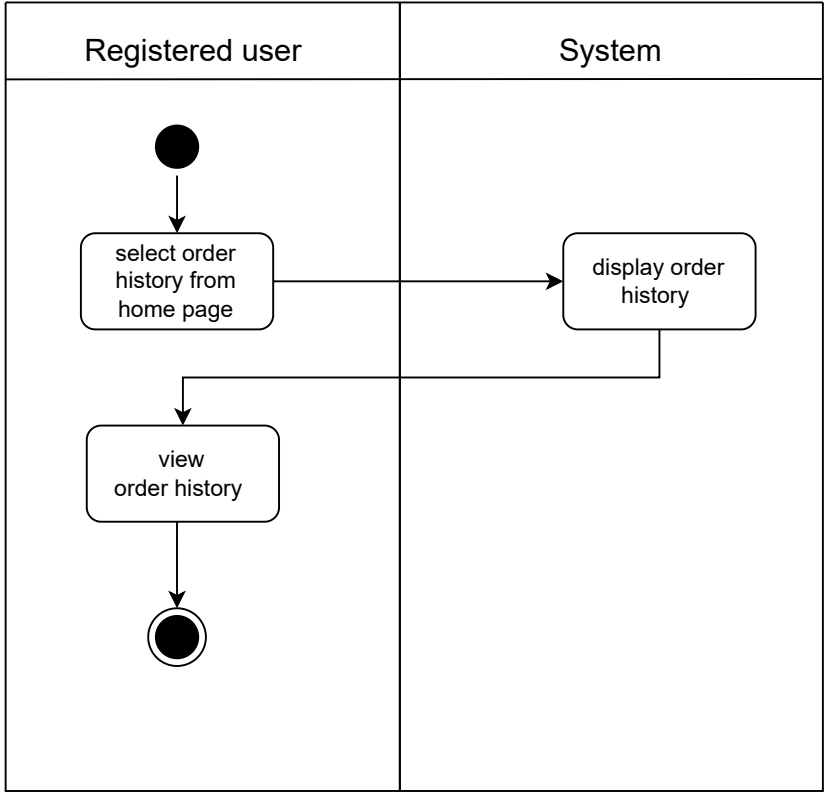 Registered user
System
select order
history from
home page
display order
history
view
order history